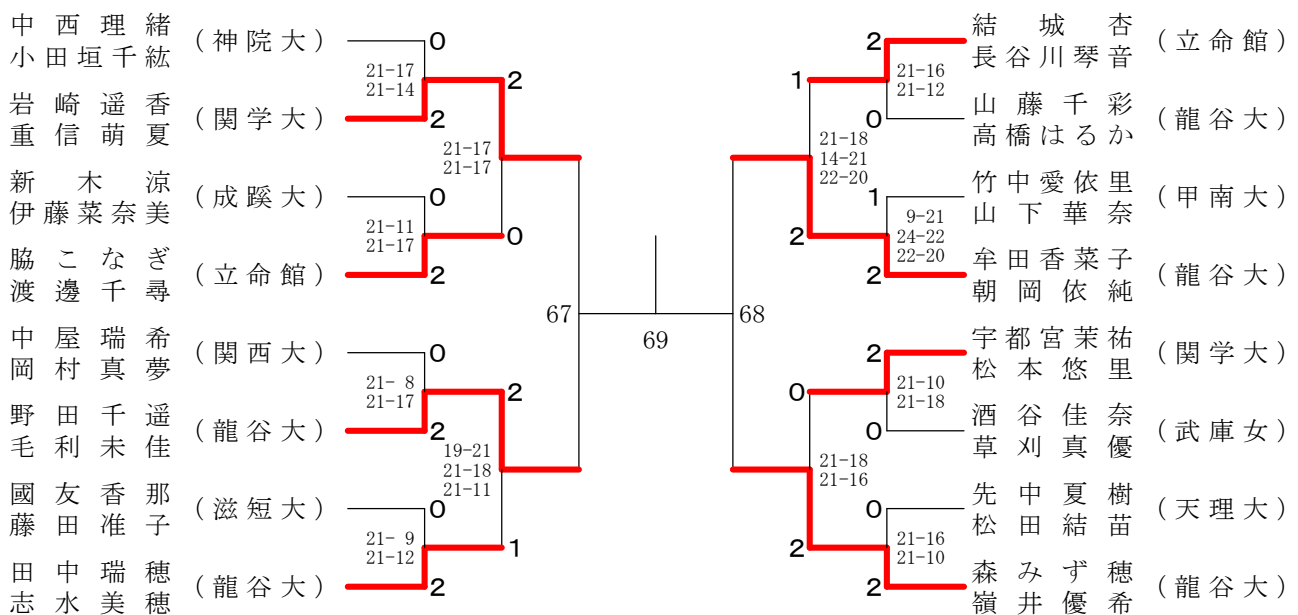 中西理緒
小田垣千紘
(神院大)
0
21-17
21-14
岩崎遥香
重信萌夏
(関学大)
2
2
21-17
21-17
新木涼
伊藤菜奈美
(成蹊大)
0
21-11
21-17
0
脇こなぎ
渡邊千尋
(立命館)
2
67
中屋瑞希
岡村真夢
(関西大)
0
21- 8
21-17
2
野田千遥
毛利未佳
(龍谷大)
2
19-21
21-18
21-11
國友香那
藤田准子
(滋短大)
0
21- 9
21-12
1
田中瑞穂
志水美穂
(龍谷大)
2
69
結城杏
長谷川琴音
(立命館)
2
21-16
21-12
1
山藤千彩
高橋はるか
(龍谷大)
0
21-18
14-21
22-20
竹中愛依里
山下華奈
(甲南大)
1
9-21
24-22
22-20
2
牟田香菜子
朝岡依純
(龍谷大)
2
68
宇都宮茉祐
松本悠里
(関学大)
2
21-10
21-18
0
酒谷佳奈
草刈真優
(武庫女)
0
21-18
21-16
先中夏樹
松田結苗
(天理大)
0
21-16
21-10
2
森みず穂
嶺井優希
(龍谷大)
2